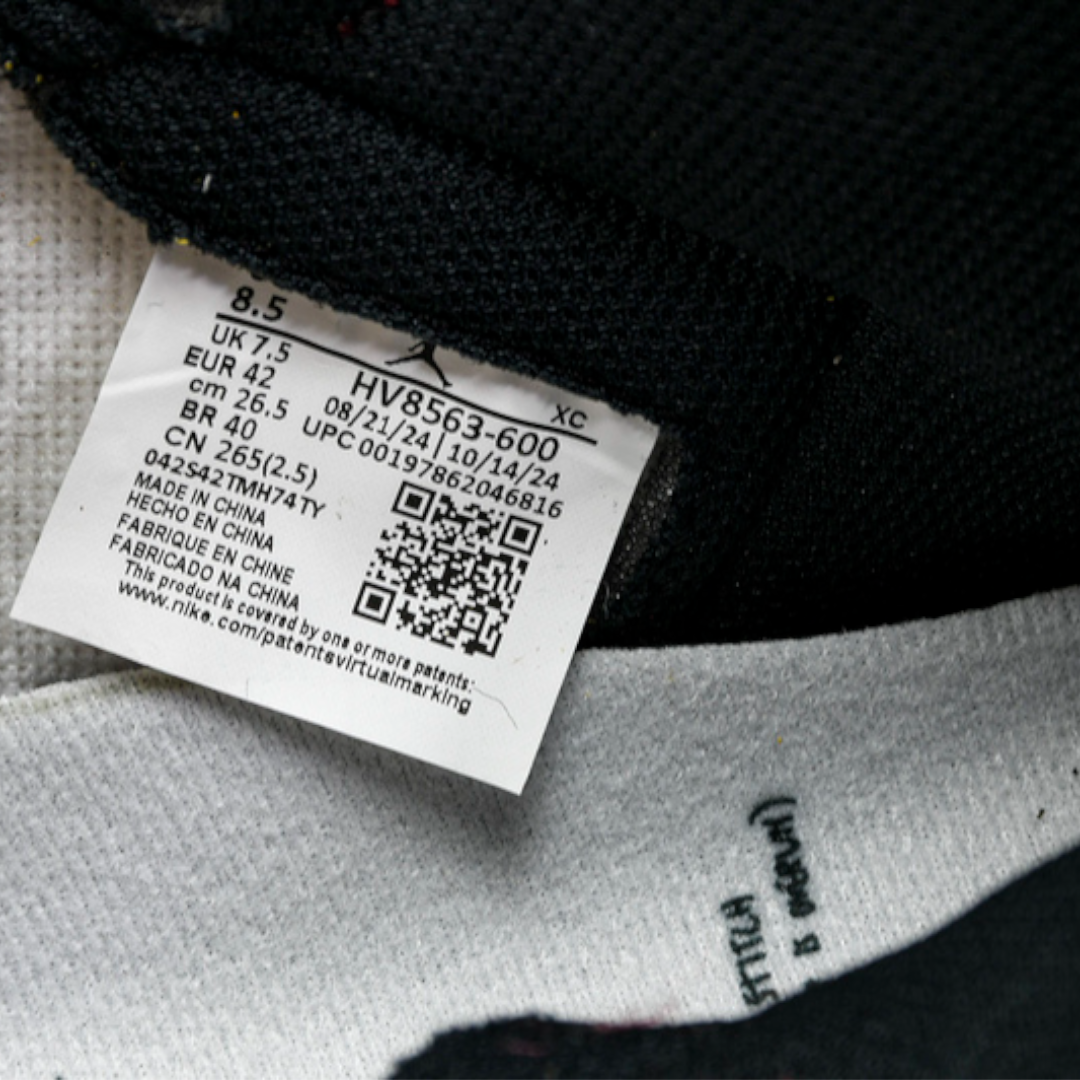 8.5
UK 7.5
EUR 42
cm 26.5
BR 40
CN 265(2.5)
042S42TMH74TY
XC
HV8563-600
08/21/24 | 10/14/24
UPC 00197862046816
MADE IN CHINA
HECHO EN CHINA
FABRIQUE EN CHINE
FABRICADO NA CHINA
This product is covered by one or more patents:
www.nike.com/patentsvirtualmarking
STITCH